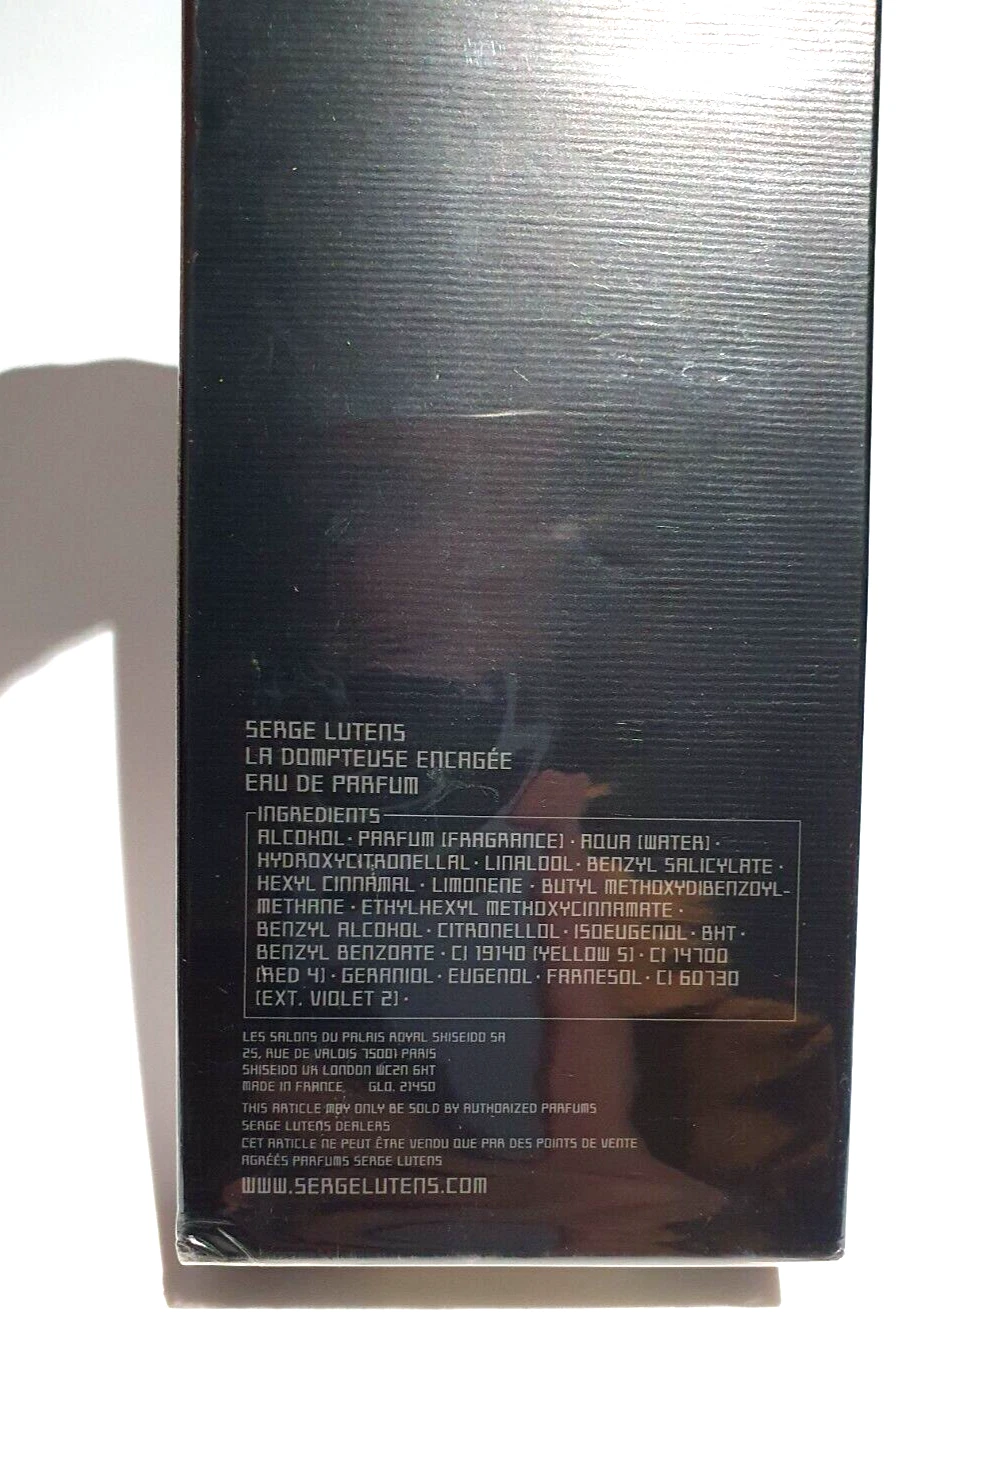 SERGE LUTENS
LA DOMPTEUSE ENCAGÉE
EAU DE PARFUM
INGREDIENTS
ALCOHOL · PARFUM [FRAGRANCE] · AQUA [WATER] ·
HYDROXYCITRONELLAL · LINALOOL · BENZYL SALICYLATE ·
HEXYL CINNAMAL · LIMONENE · BUTYL METHOXYDIBENZOYL-
METHANE · ETHYLHEXYL METHOXYCINNAMATE ·
BENZYL ALCOHOL · CITRONELLOL · ISOEUGENOL · BHT ·
BENZYL BENZOATE · CI 19140 [YELLOW 5] · CI 14700
[RED 4] · GERANIOL · EUGENOL · FARNESOL · CI 60730
[EXT. VIOLET 2] ·
LES SALONS DU PALAIS ROYAL SHISEIDO SA
25, RUE DE VALOIS 75001 PARIS
SHISEIDO UK LONDON WC2N 6HT
MADE IN FRANCE GLO. 21450
THIS ARTICLE MAY ONLY BE SOLD BY AUTHORIZED PARFUMS
SERGE LUTENS DEALERS
CET ARTICLE NE PEUT ÊTRE VENDU QUE PAR DES POINTS DE VENTE
AGRÉÉS PARFUMS SERGE LUTENS
WWW.SERGELUTENS.COM